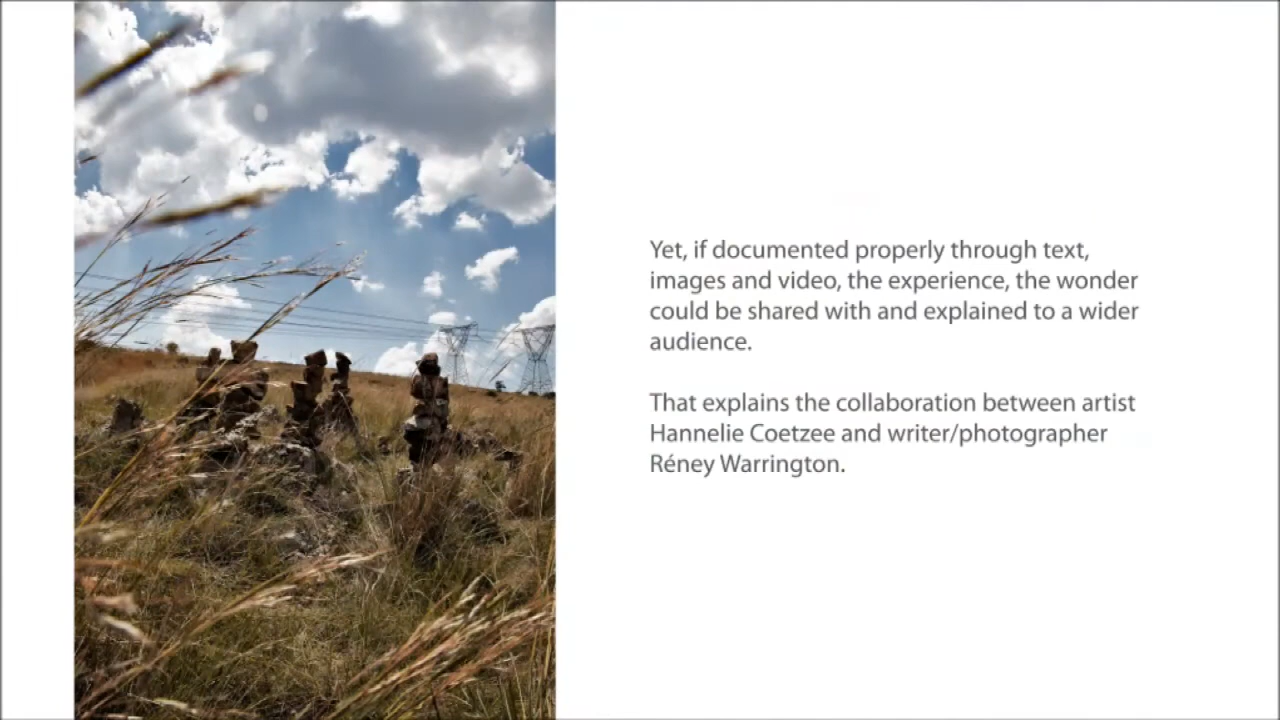 Yet, if documented properly through text,
images and video, the experience, the wonder
could be shared with and explained to a wider
audience.
That explains the collaboration between artist
Hannelie Coetzee and writer/photographer
Réney Warrington.